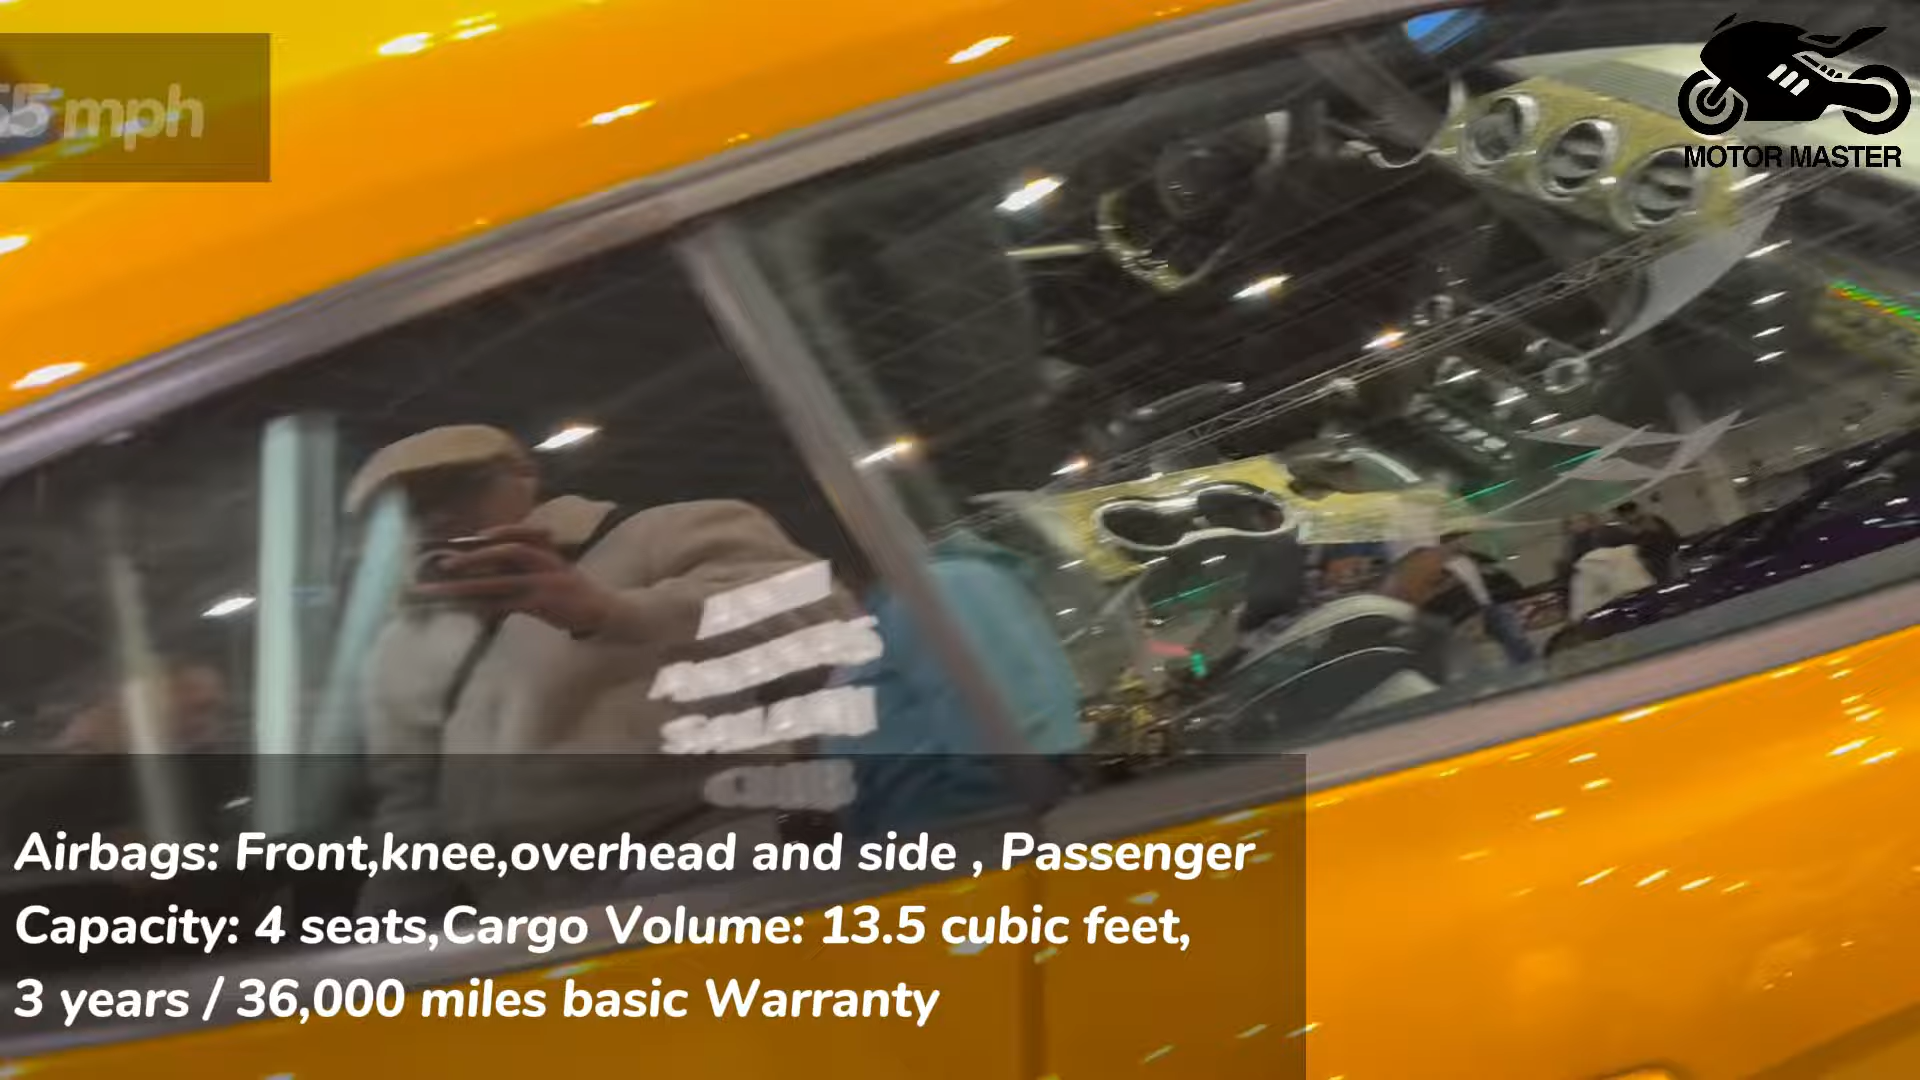 55 mph
MOTOR MASTER
Airbags: Front,knee,overhead and side , Passenger
Capacity: 4 seats,Cargo Volume: 13.5 cubic feet,
3 years / 36,000 miles basic Warranty